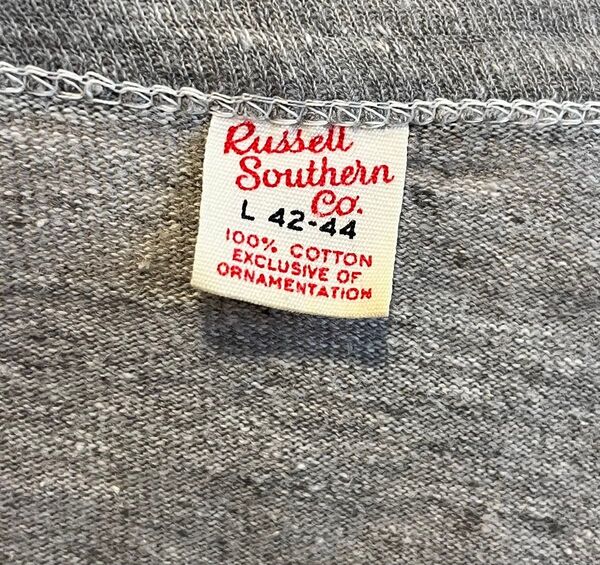 Russell
Southern
Co.
L 42-44
100% COTTON
EXCLUSIVE OF
ORNAMENTATION